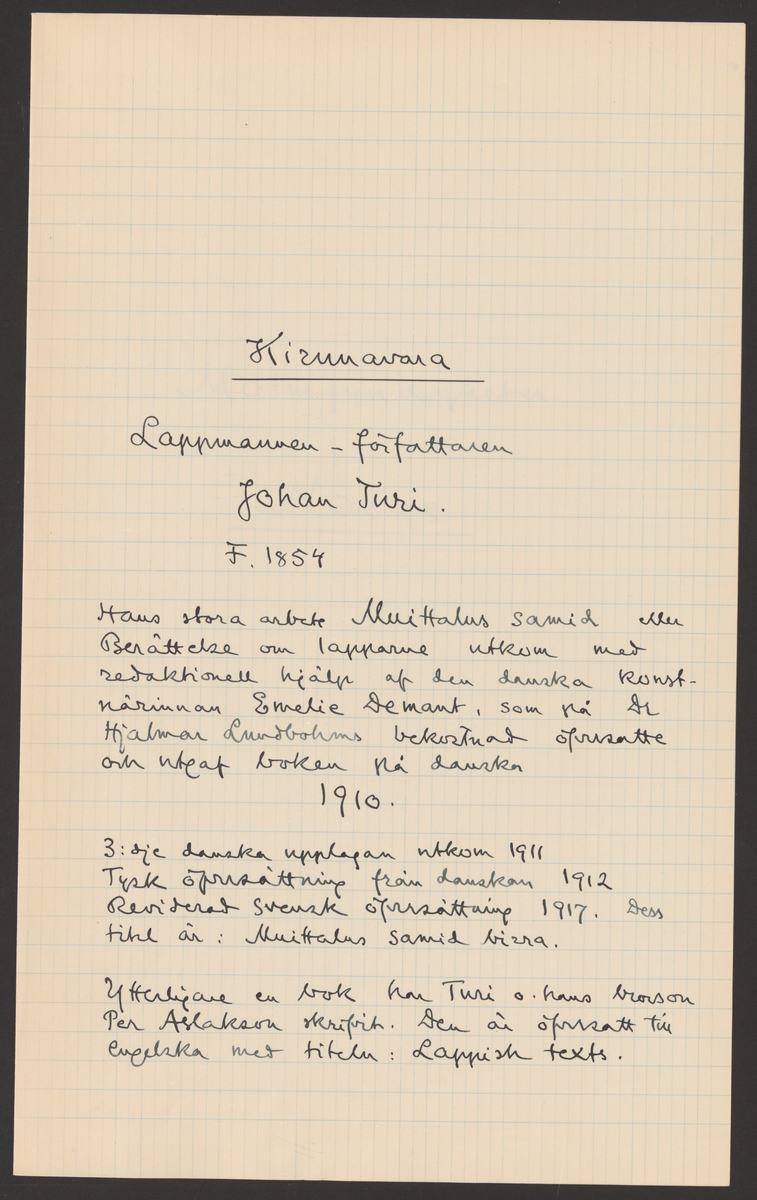 Kirunavara
Lappmannen - författaren
Johan Turi.
F. 1854
Hans stora arbete Muittalus samid eller
Berättelse om lapparne utkom med
redaktionell hjälp af den danska konst-
närinnan Emelie Demant, som på Dr
Hjalmar Lundbohms bekostnad öfversatte
och utgaf boken på danska
1910.
3:dje danska upplagan utkom 1911
Tysk öfversättning från danskan 1912
Reviderad Svensk öfversättning 1917. Dess
titel är : Muittalus samid birra.
Ytterligare en bok har Turi o. hans brorson
Per Aslakson skrifvit. Den är öfversatt till
engelska med titeln : Lappish texts.